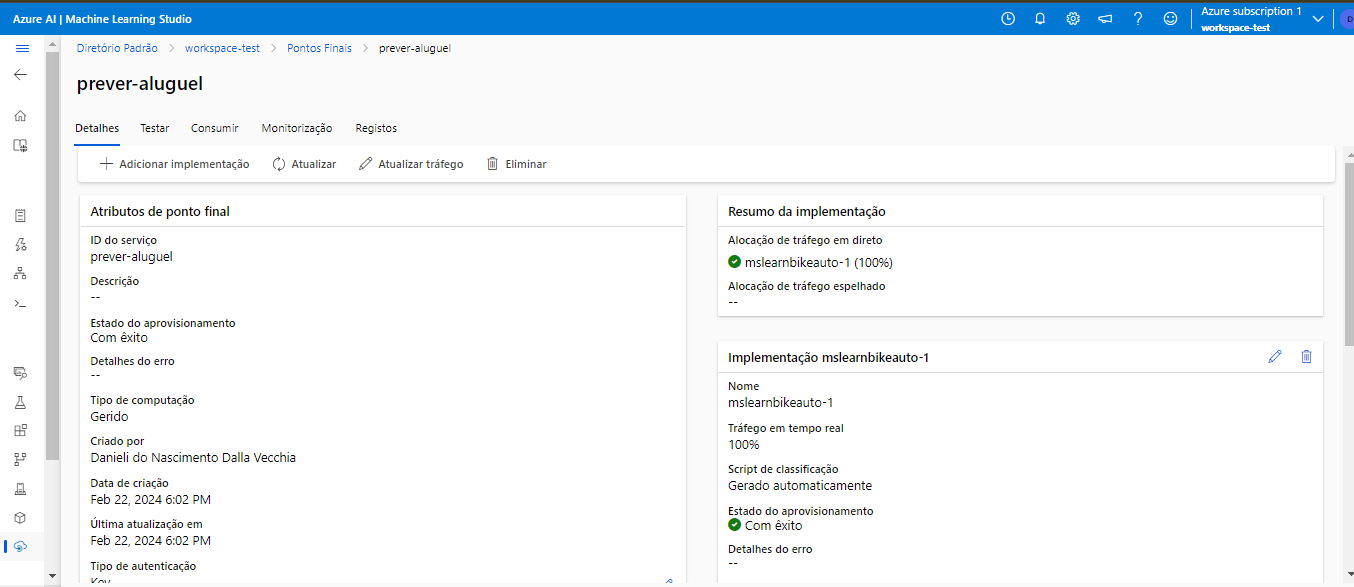 Azure AI | Machine Learning Studio
Azure subscription 1
workspace-test
D
Diretório Padrão > workspace-test > Pontos Finais > prever-aluguel
prever-aluguel
Detalhes Testar Consumir Monitorização Registos
Adicionar implementação Atualizar Atualizar tráfego Eliminar
Atributos de ponto final
ID do serviço
prever-aluguel
Descrição
--
Estado do aprovisionamento
Com êxito
Detalhes do erro
--
Tipo de computação
Gerido
Criado por
Danieli do Nascimento Dalla Vecchia
Data de criação
Feb 22, 2024 6:02 PM
Última atualização em
Feb 22, 2024 6:02 PM
Tipo de autenticação
Key
Resumo da implementação
Alocação de tráfego em direto
mslearnbikeauto-1 (100%)
Alocação de tráfego espelhado
--
Implementação mslearnbikeauto-1
Nome
mslearnbikeauto-1
Tráfego em tempo real
100%
Script de classificação
Gerado automaticamente
Estado do aprovisionamento
Com êxito
Detalhes do erro
--